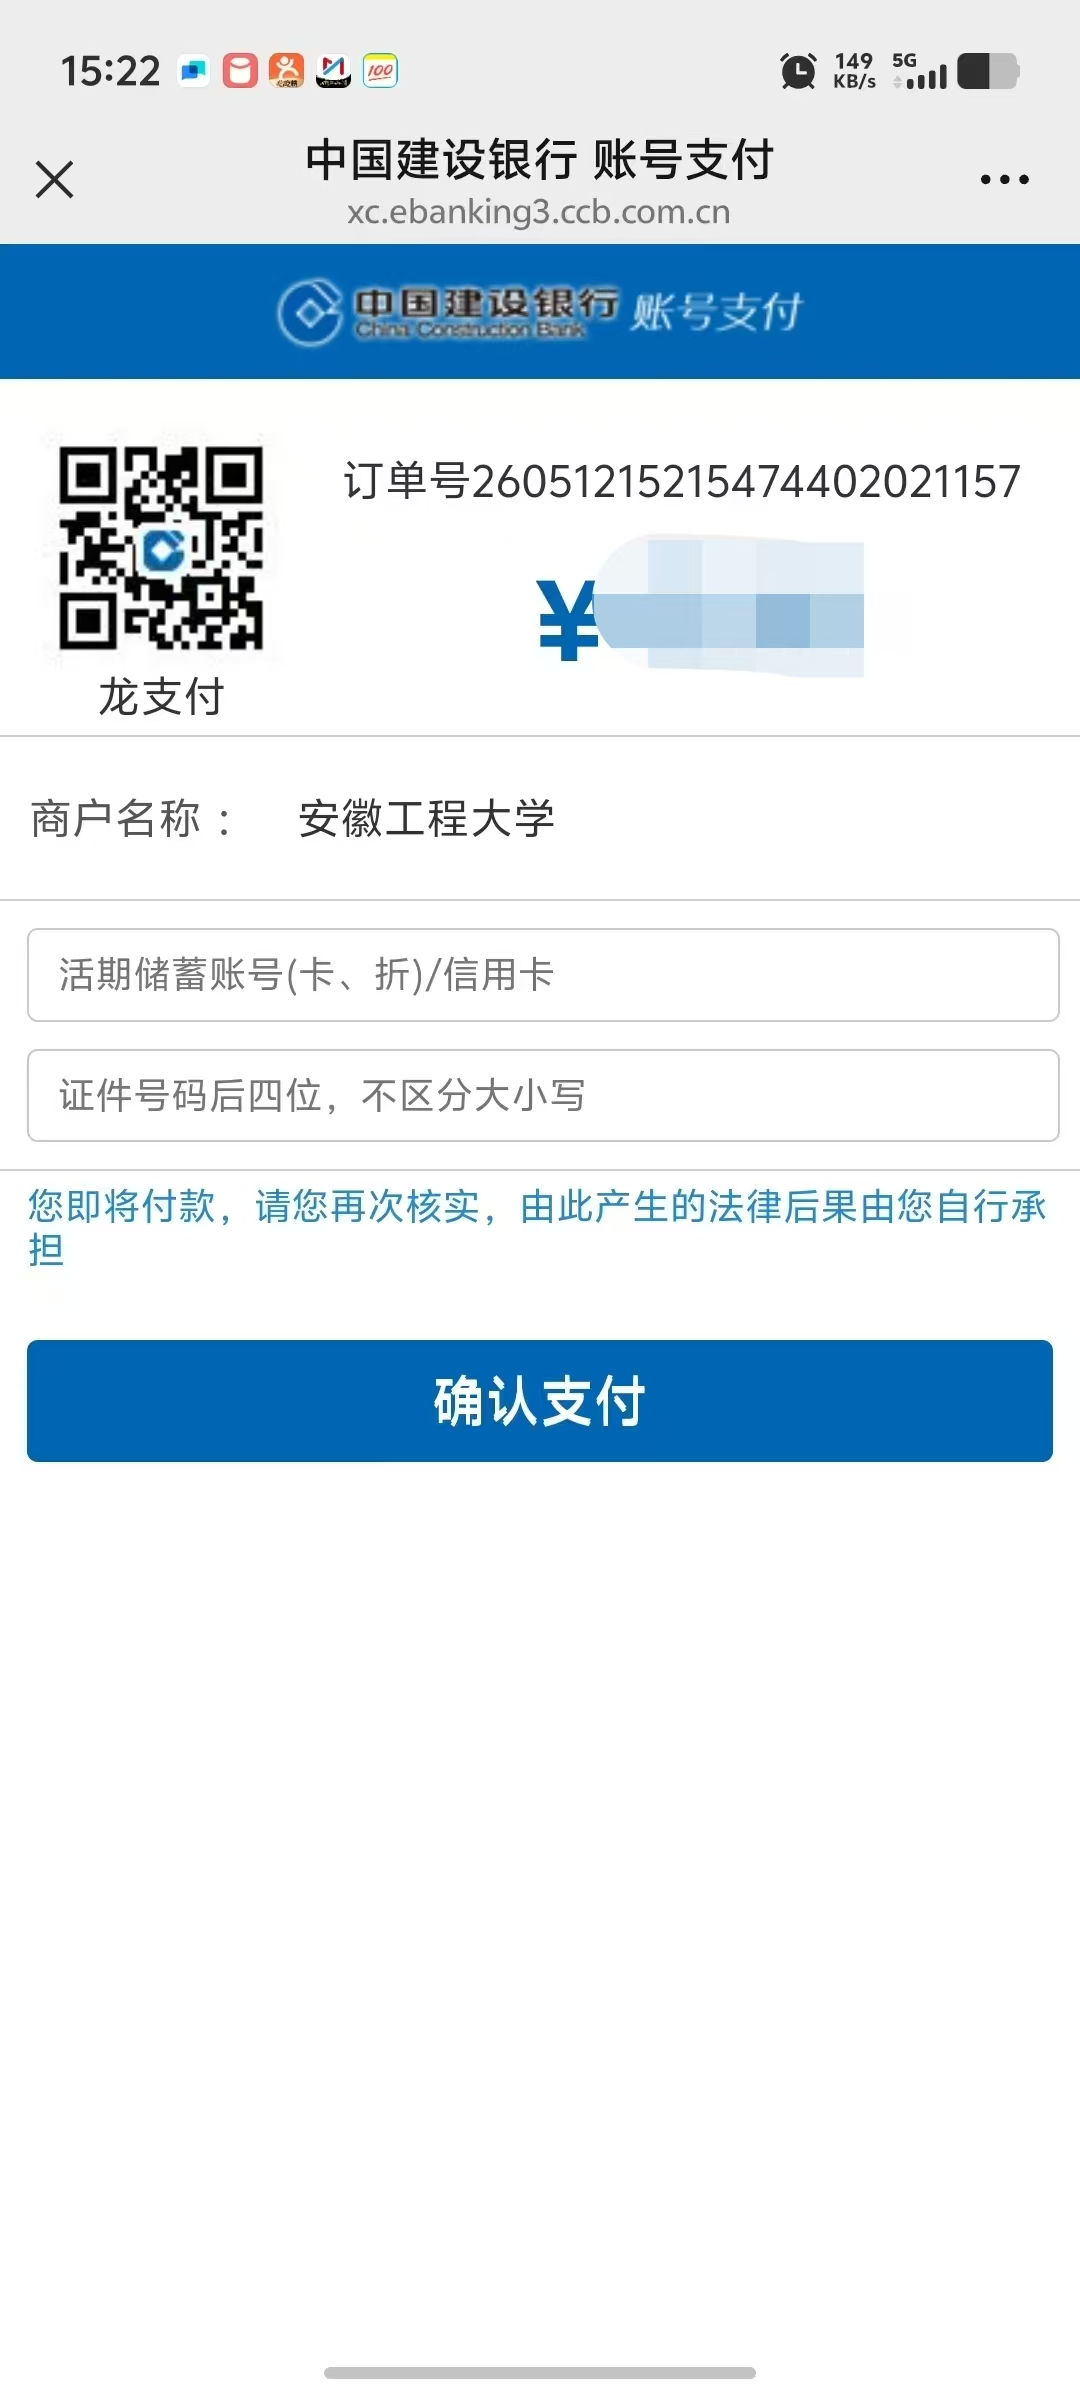 15:22
100
149
KB/s
5G
中国建设银行 账号支付
xc.ebanking3.ccb.com.cn
中国建设银行 账号支付
China Construction Bank
订单号260512152154744402021157
¥
龙支付
商户名称 : 安徽工程大学
活期储蓄账号(卡、折)/信用卡
证件号码后四位，不区分大小写
您即将付款，请您再次核实，由此产生的法律后果由您自行承
担
确认支付